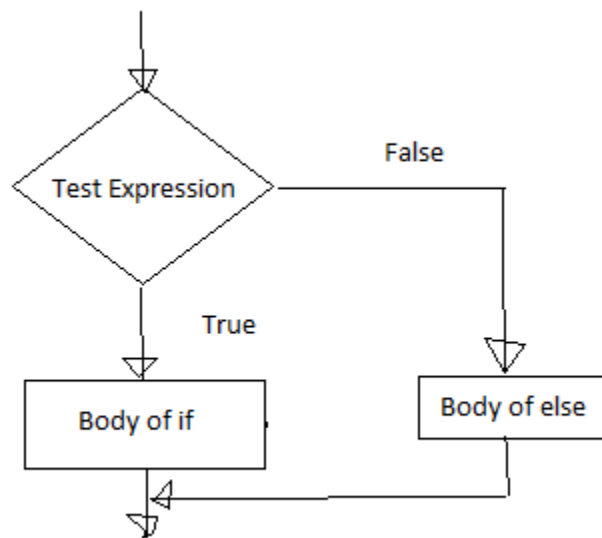 False
Test Expression
True
Body of if
Body of else